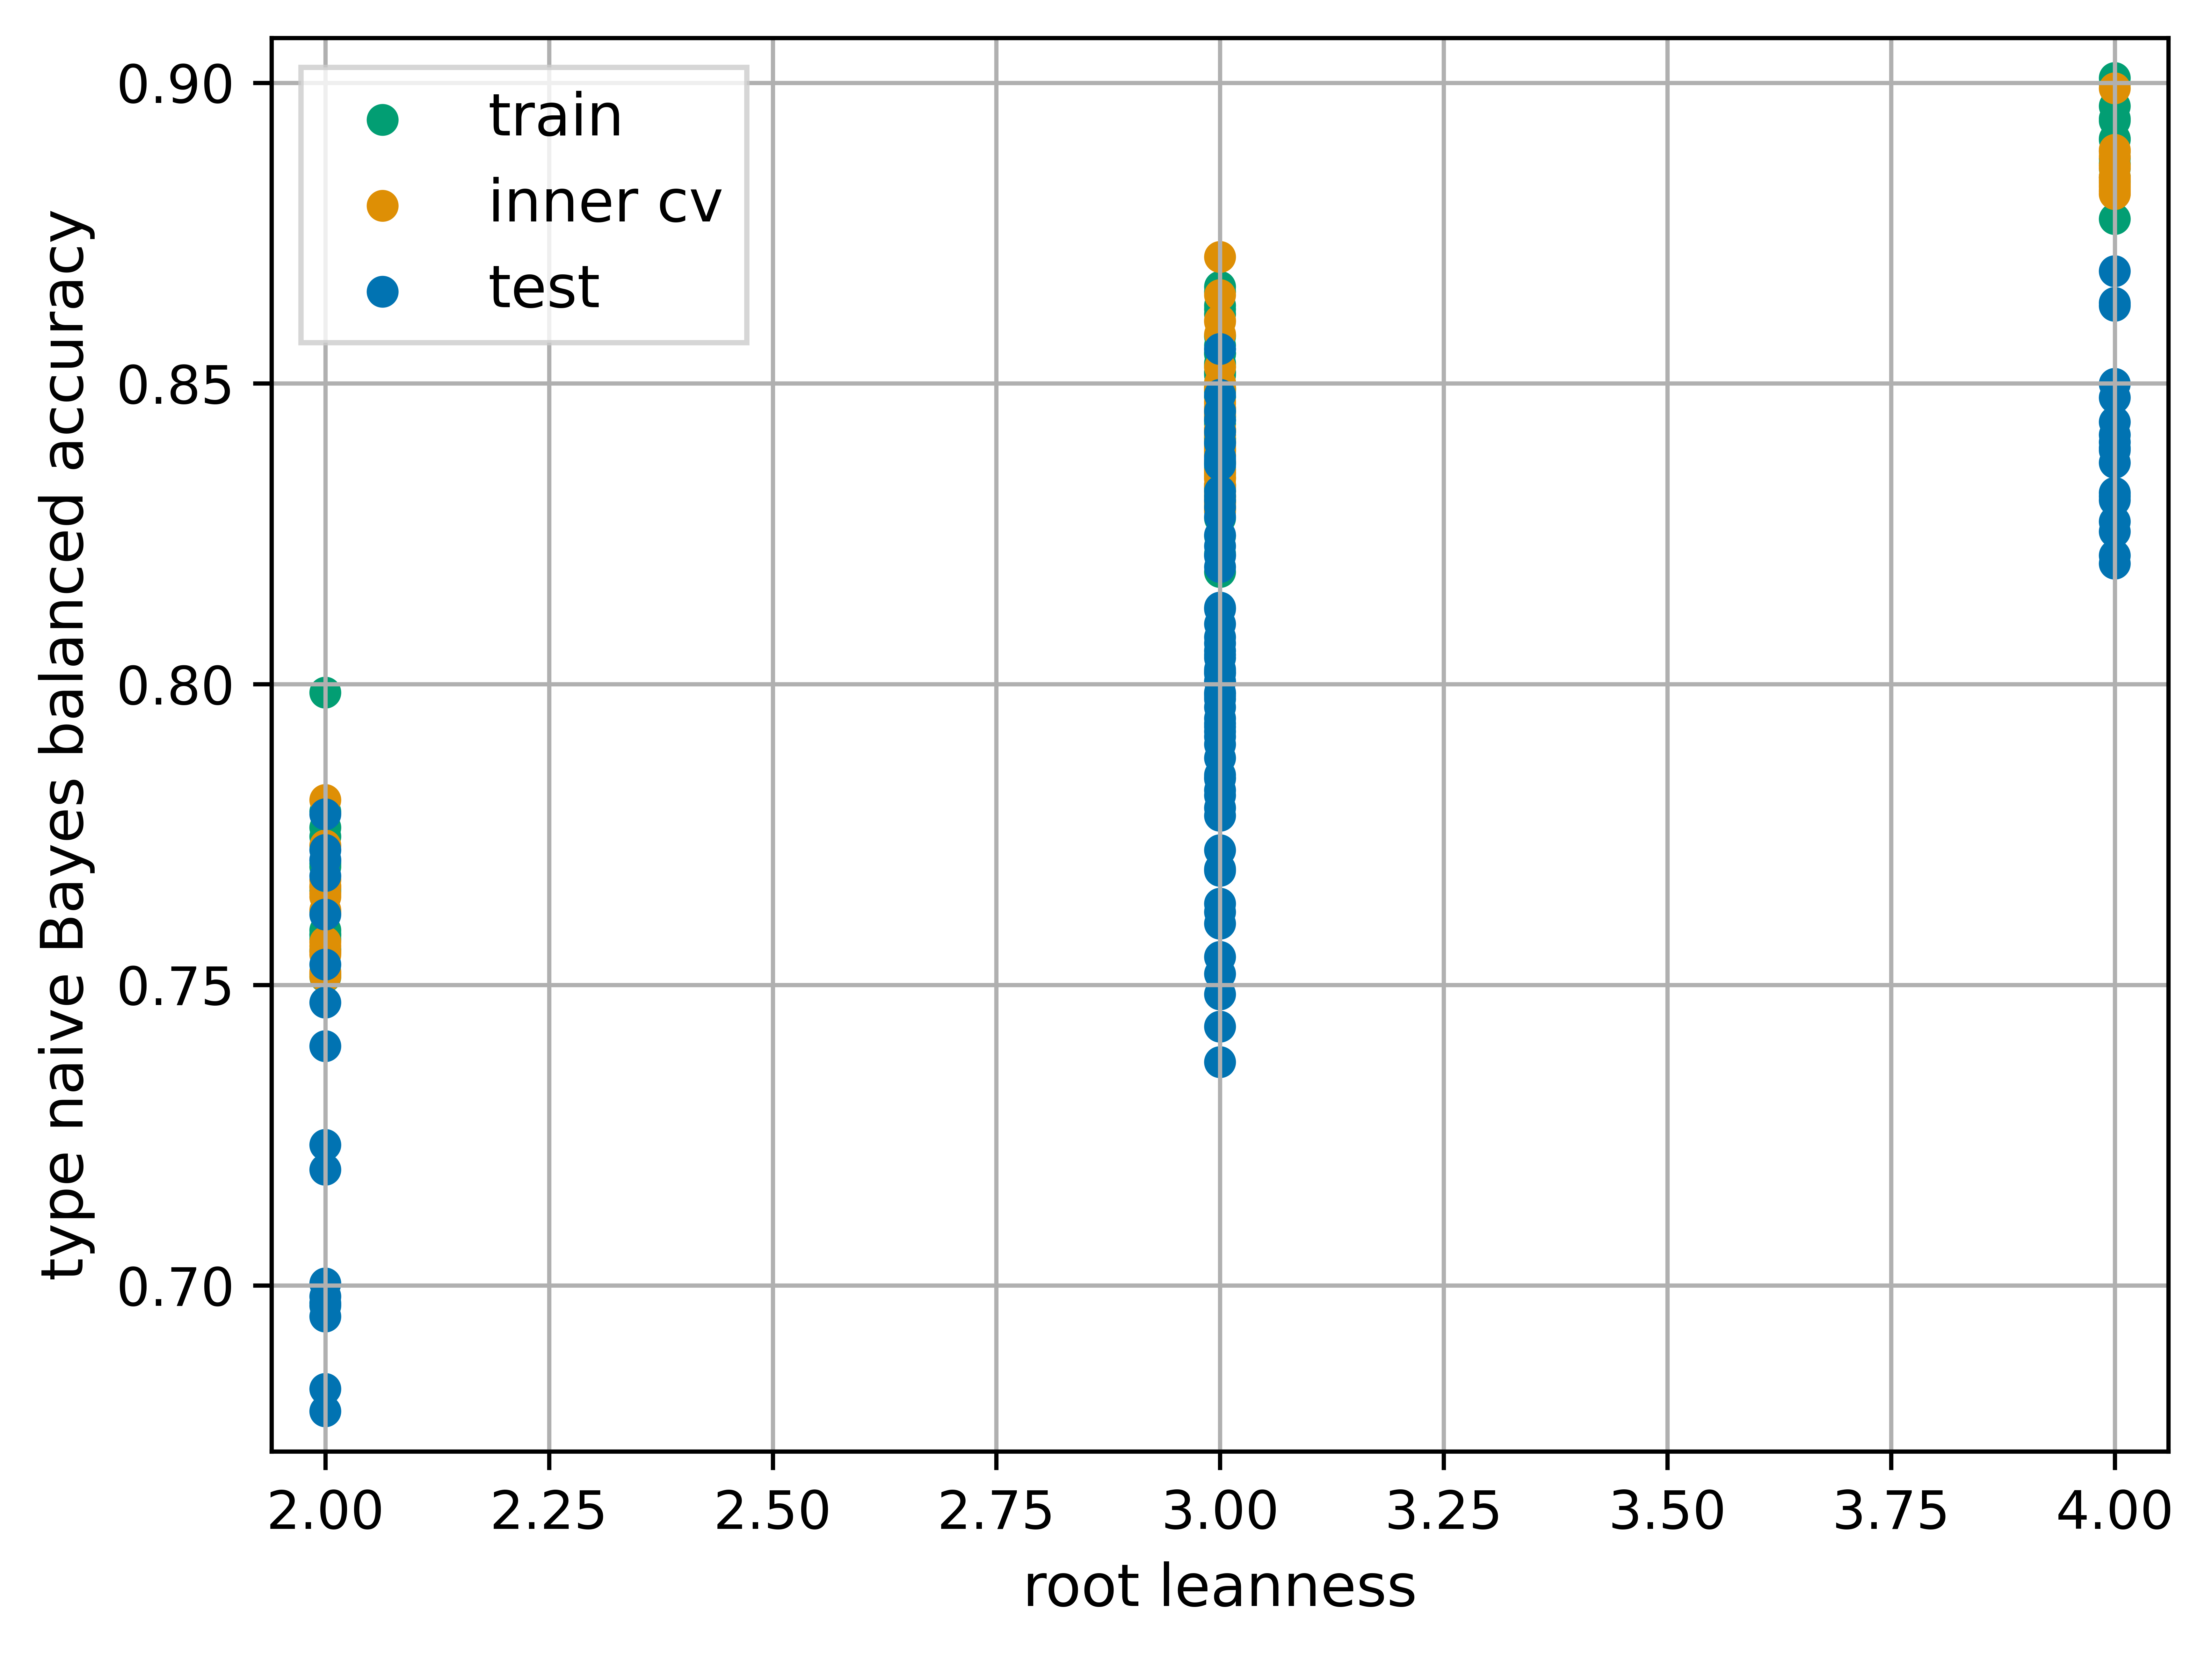 0.90
0.85
0.80
0.75
0.70
type naive Bayes balanced accuracy
train
inner cv
test
2.00 2.25 2.50 2.75 3.00 3.25 3.50 3.75 4.00
root leanness